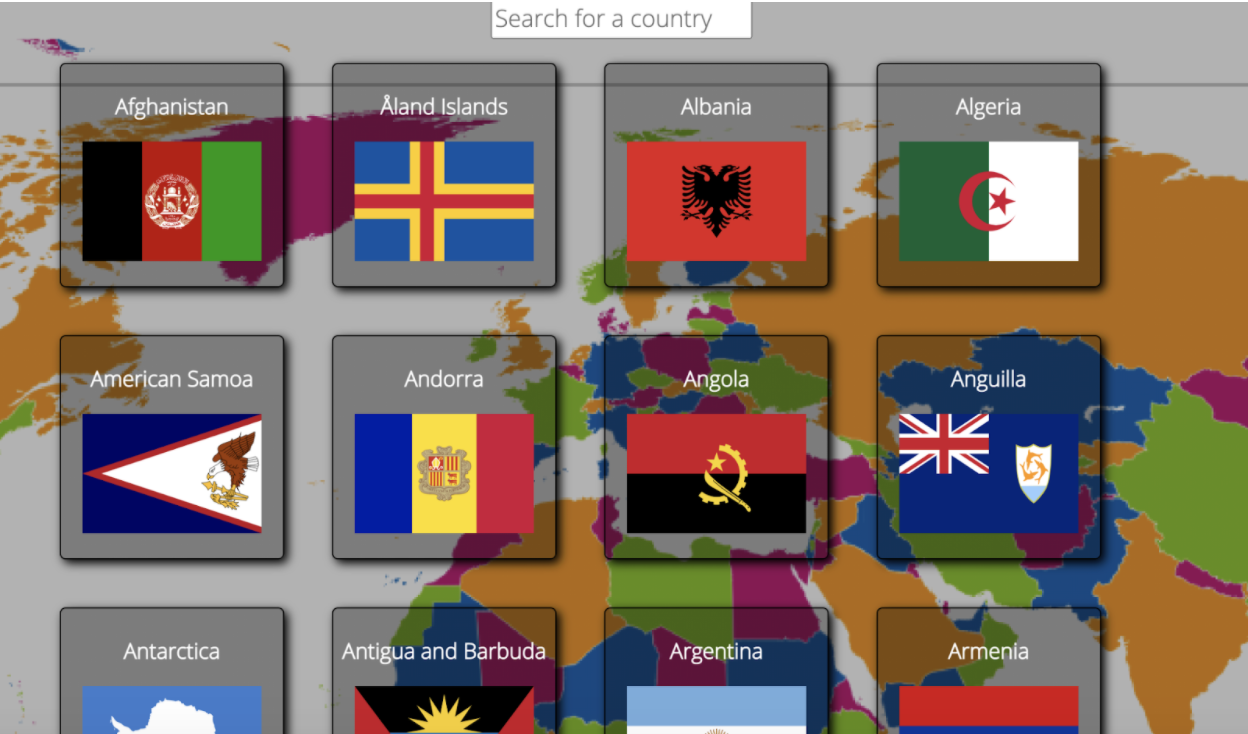 Search for a country
Afghanistan
Åland Islands
Albania
Algeria
American Samoa
Andorra
Angola
Anguilla
Antarctica
Antigua and Barbuda
Argentina
Armenia